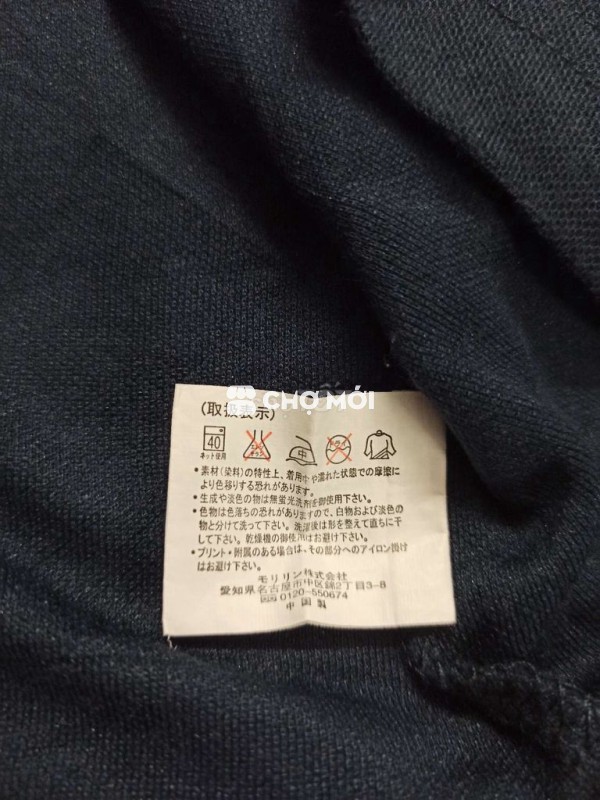 CHỢ MỚI
(取扱表示)
40
ネット使用
中
ドライ
•素材(染料)の特性上、着用中や濡れた状態での摩擦に
より色移りする恐れがあります。
•生成や淡色の物は無蛍光洗剤を御使用下さい。
•色物は色落ちの恐れがありますので、白物および淡色の
物と分けて洗って下さい。洗濯後は形を整えて直ちに干
して下さい。乾燥機の御使用はお避け下さい。
•プリント・附属のある場合は、その部分へのアイロン掛け
はお避け下さい。
モリリン株式会社
愛知県名古屋市中区錦2丁目3-8
0120-550674
中国製